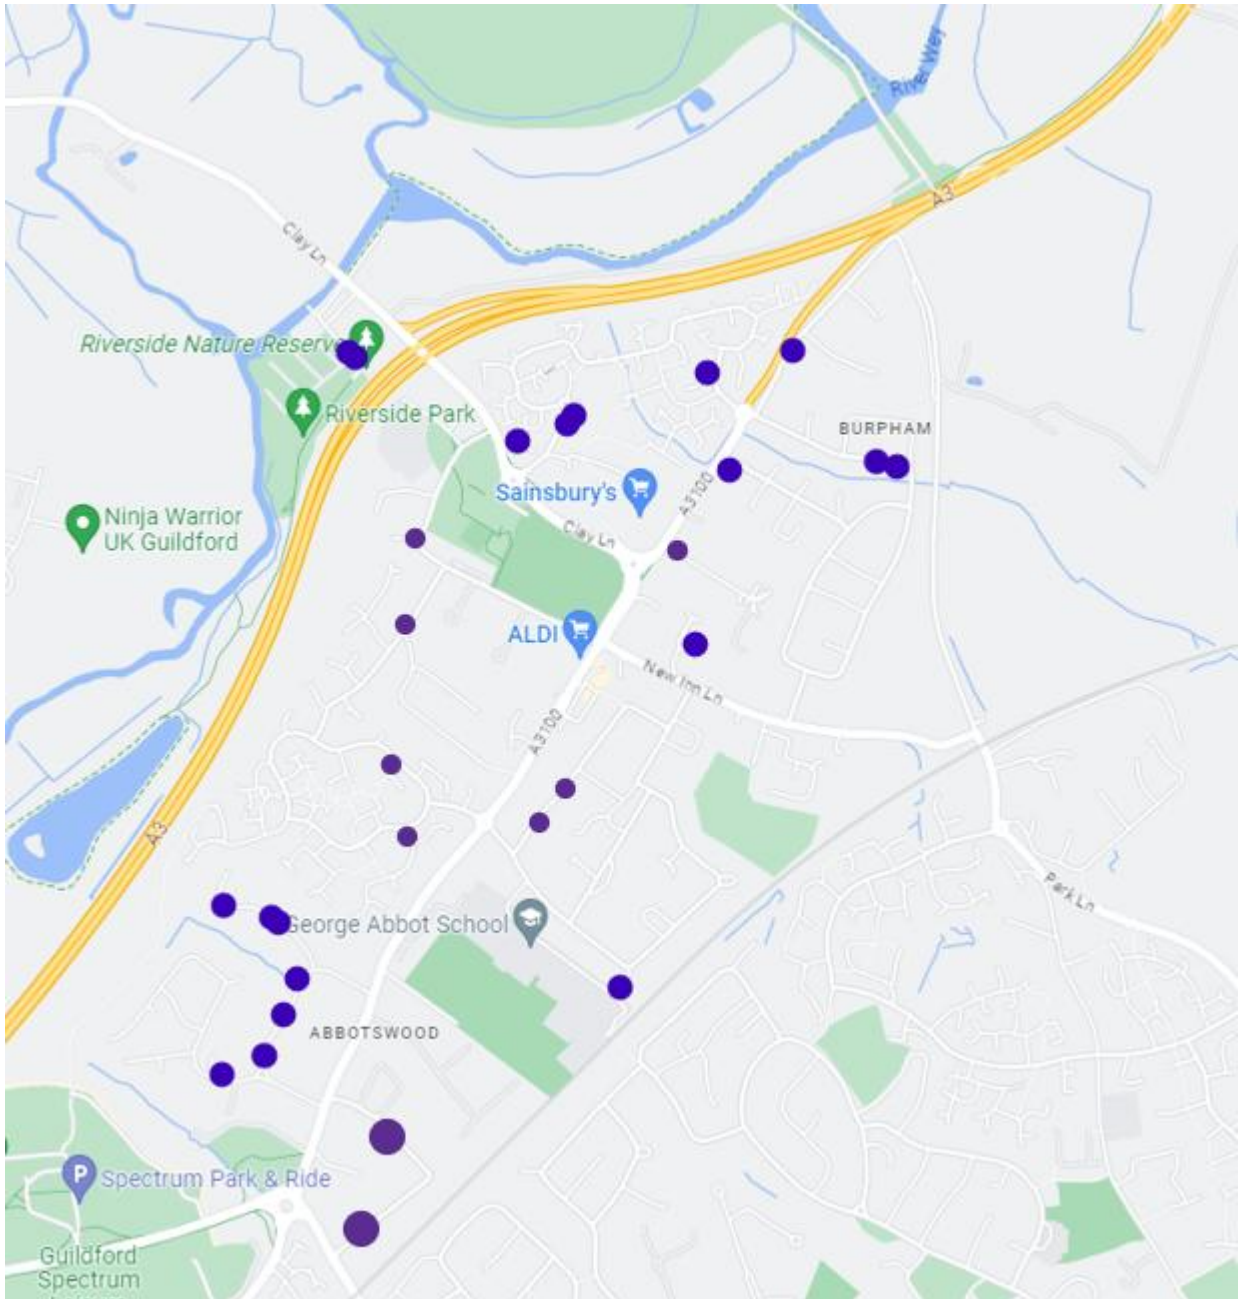 River Wey
A3
Clay Ln
Riverside Nature Reserve
Riverside Park
BURPHAM
Sainsbury's
A3100
Ninja Warrior
UK Guildford
Clay Ln
ALDI
New Inn Ln
A3100
A3
Park Ln
George Abbot School
ABBOTSWOOD
P
Spectrum Park & Ride
Guildford
Spectrum